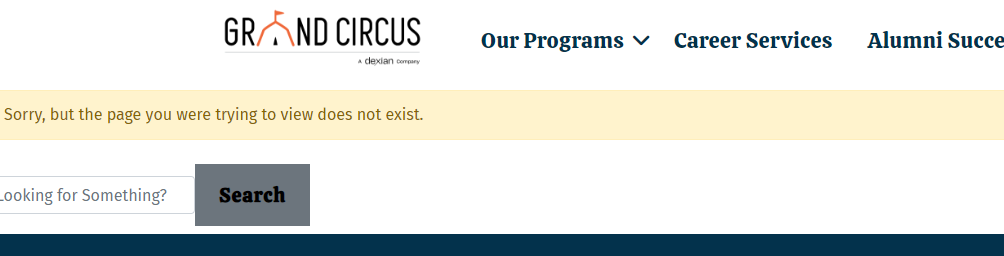 GRAND CIRCUS
A dexian Company
Our Programs
Career Services
Alumni Succe
Sorry, but the page you were trying to view does not exist.
Looking for Something?
Search